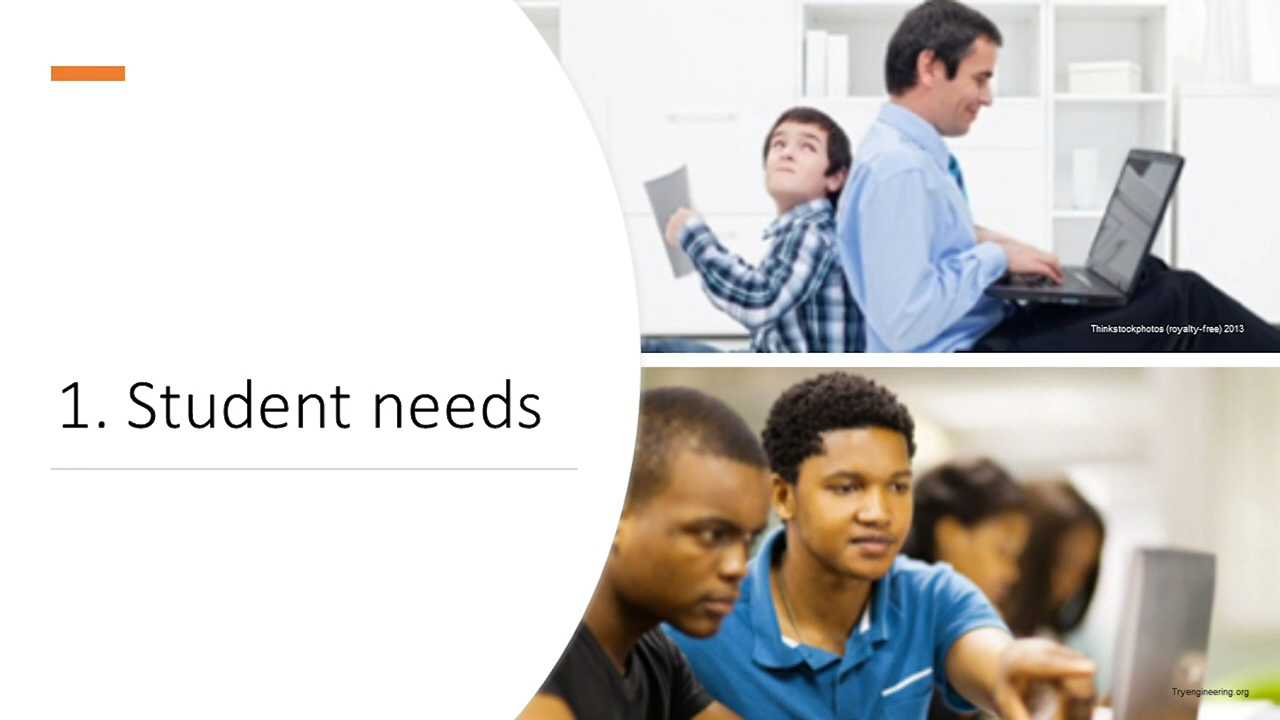 Thinkstockphotos (royalty-free) 2013
1. Student needs
Tryengineering.org